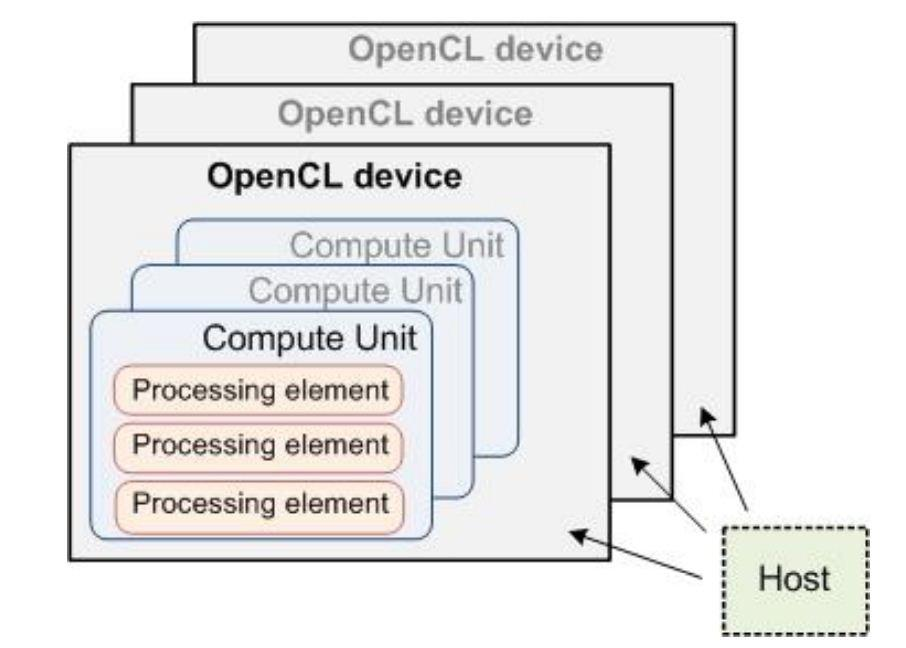 OpenCL device
OpenCL device
OpenCL device
Compute Unit
Compute Unit
Compute Unit
Processing element
Processing element
Processing element
Host